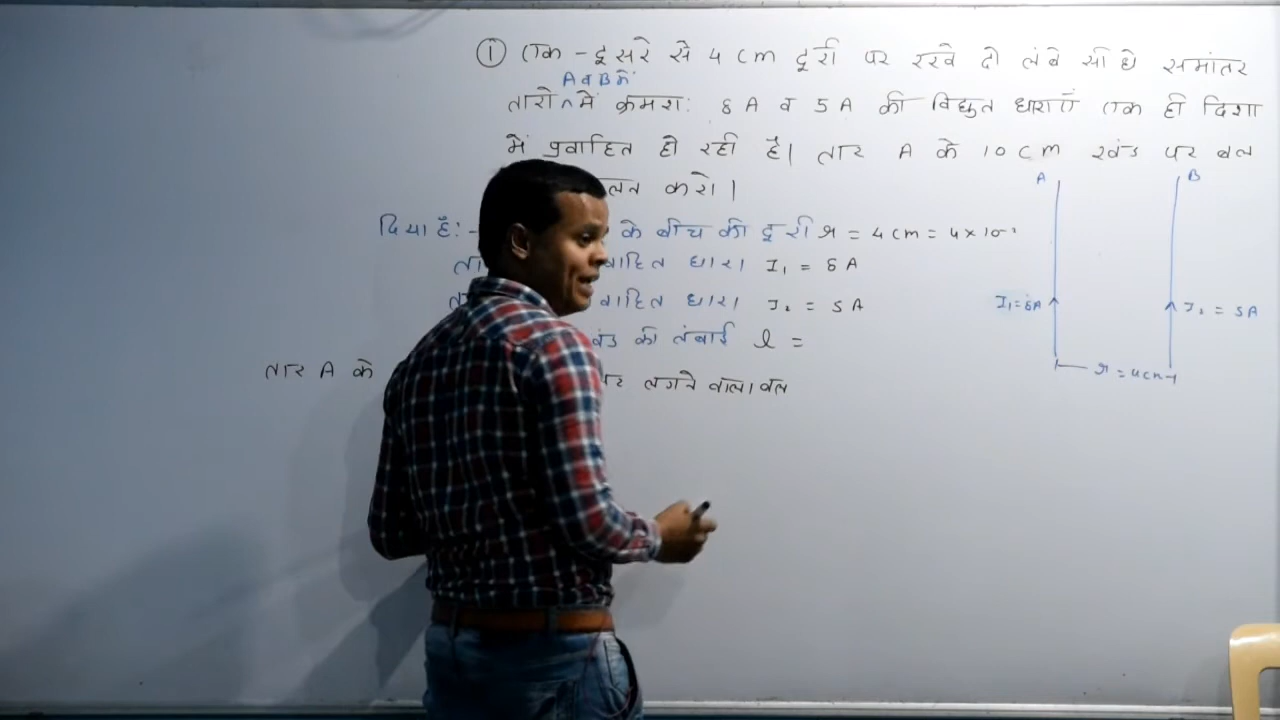 ① एक - दूसरे से 4 cm दूरी पर रखे दो लंबे सीधे समांतर
A व B में
तारो ^ में क्रमश: 8 A व 5A की विद्युत धाराएँ एक ही दिशा
में प्रवाहित हो रही है। तार A के 10 cm खंड पर बल
करो।
A B
दिया है:- के बीच की दूरी r = 4 cm = 4×10⁻²
धारा I₁ = 8 A
धारा I₂ = 5 A
I₁=8A I₂ = 5A
की लंबाई l =
r = 4cm
तार A के पर लगने वाला बल